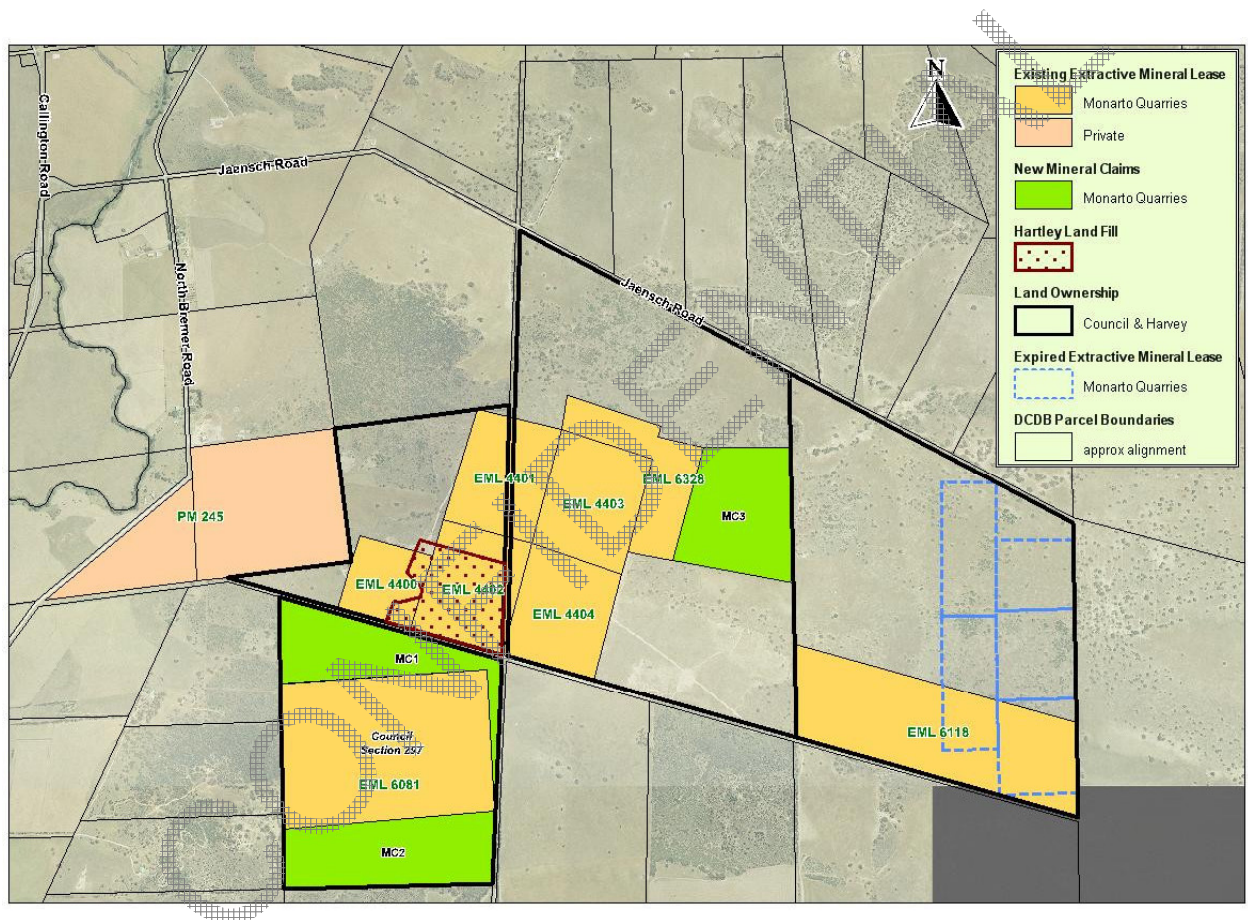 N
Existing Extractive Mineral Lease
Monarto Quarries
Private
New Mineral Claims
Monarto Quarries
Hartley Land Fill
Land Ownership
Council & Harvey
Expired Extractive Mineral Lease
Monarto Quarries
DCDB Parcel Boundaries
approx alignment
Callington Road
Jaensch Road
North Bremer Road
Jaensch Road
EML 4401
EML 4403
EML 6328
MC3
PM 245
EML 4400
EML 4402
EML 4404
MC1
Council
Section 297
EML 6081
EML 6118
MC2
CONFIDENTIALITY